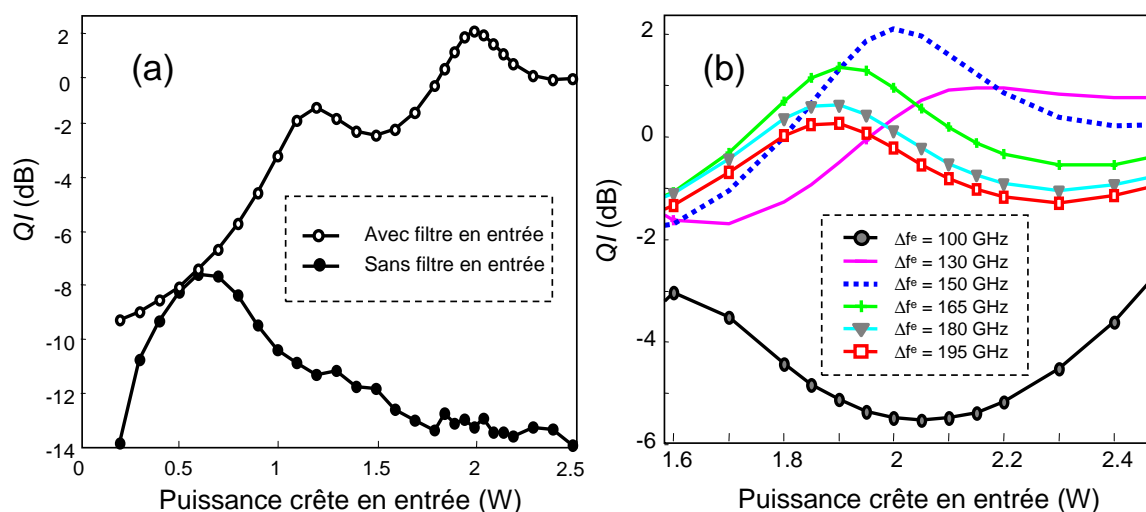 (a)
QI (dB)
2
0
-2
-4
-6
-8
-10
-12
-14
0
0.5
1
1.5
2
2.5
Avec filtre en entrée
Sans filtre en entrée
Puissance crête en entrée (W)
(b)
QI (dB)
2
0
-2
-4
-6
1.6
1.8
2
2.2
2.4
Δfᵉ = 100 GHz
Δfᵉ = 130 GHz
Δfᵉ = 150 GHz
Δfᵉ = 165 GHz
Δfᵉ = 180 GHz
Δfᵉ = 195 GHz
Puissance crête en entrée (W)